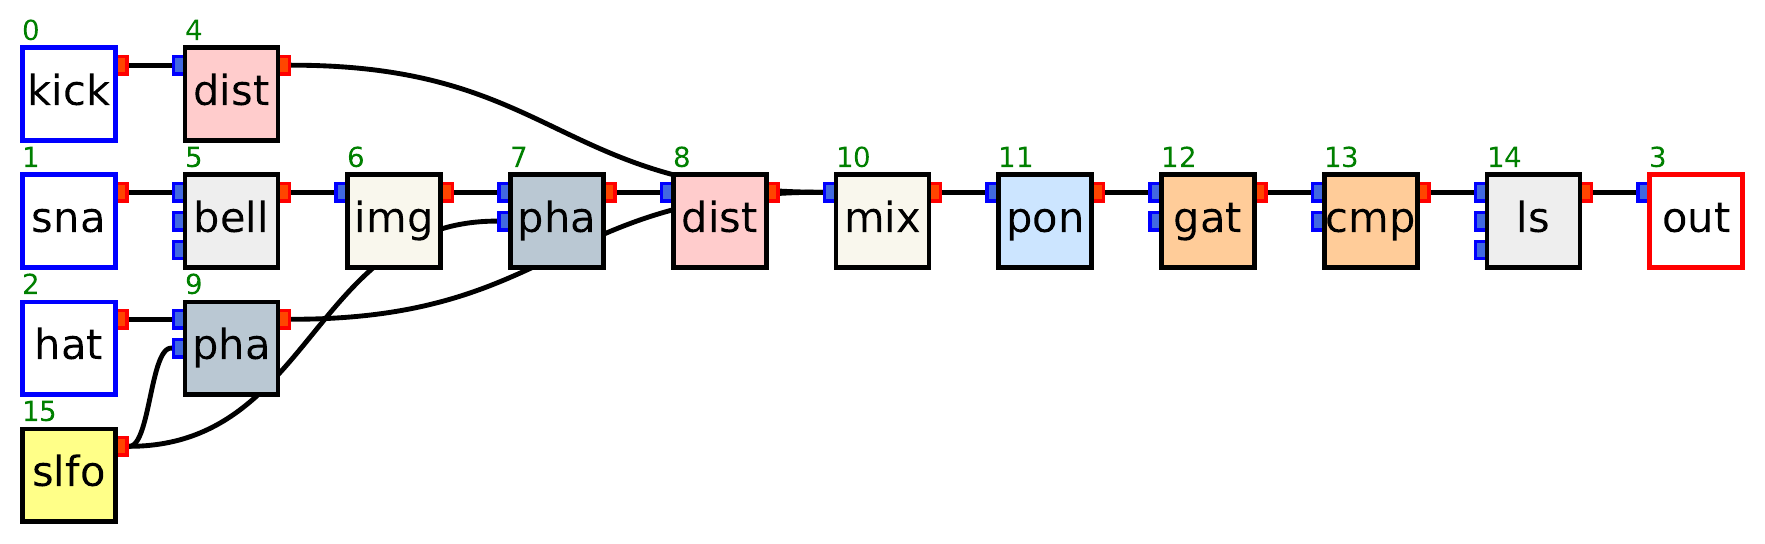 0 4
kick dist
1 5 6 7 8 10 11 12 13 14 3
sna bell img pha dist mix pon gat cmp ls out
2 9
hat pha
15
slfo